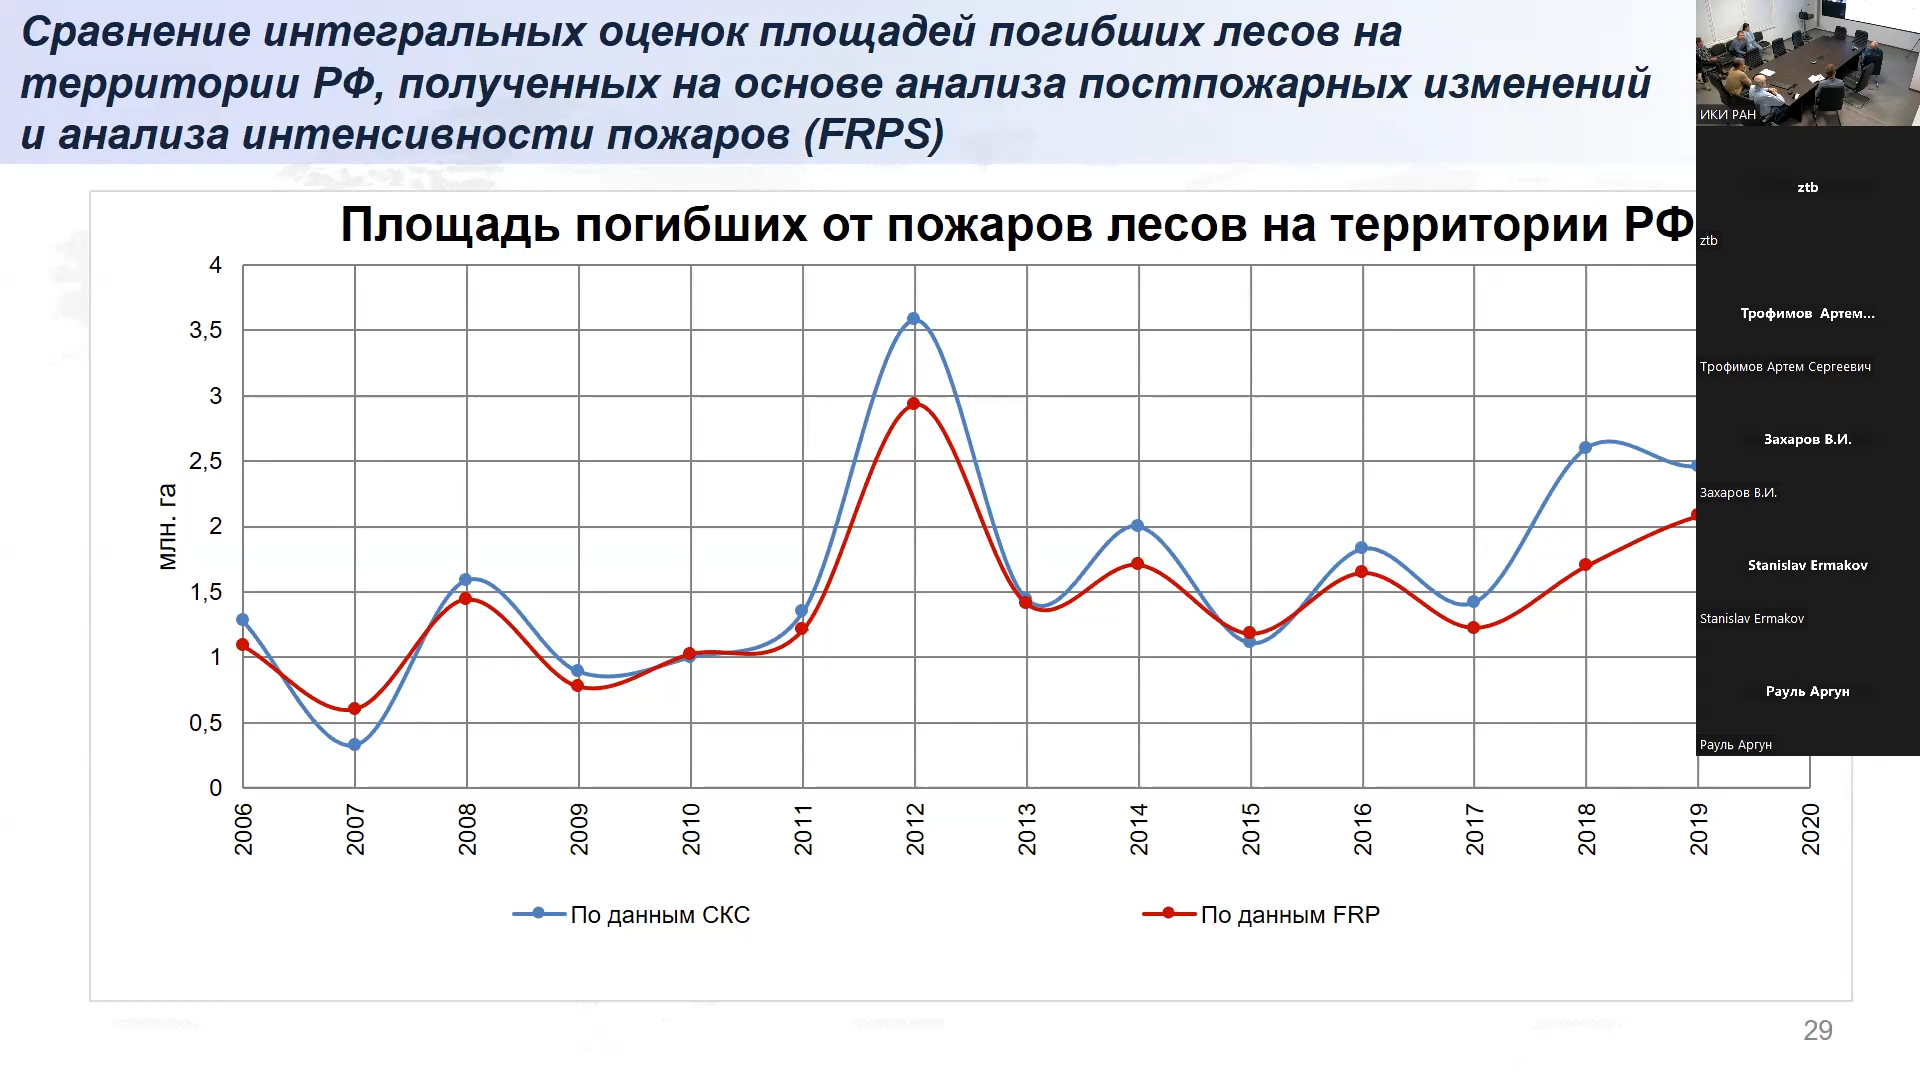 Сравнение интегральных оценок площадей погибших лесов на
территории РФ, полученных на основе анализа постпожарных изменений
и анализа интенсивности пожаров (FRPS)
ИКИ РАН
ztb
ztb
Трофимов Артем...
Трофимов Артем Сергеевич
Захаров В.И.
Захаров В.И.
Stanislav Ermakov
Stanislav Ermakov
Рауль Аргун
Рауль Аргун
Площадь погибших от пожаров лесов на территории РФ
млн. га
4
3,5
3
2,5
2
1,5
1
0,5
0
2006
2007
2008
2009
2010
2011
2012
2013
2014
2015
2016
2017
2018
2019
2020
По данным СКС
По данным FRP
29